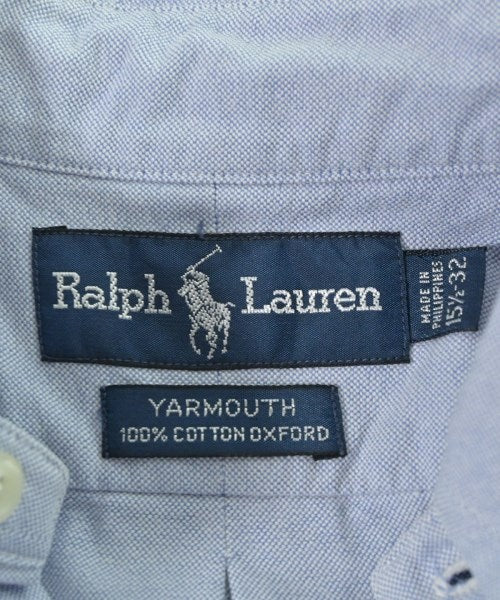 Ralph Lauren
MADE IN
PHILIPPINES
15½-32
YARMOUTH
100% COTTON OXFORD